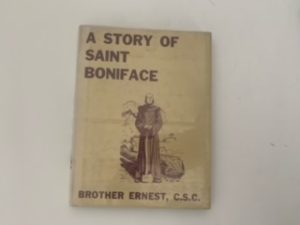 A STORY OF
SAINT
BONIFACE
BROTHER ERNEST, C.S.C.